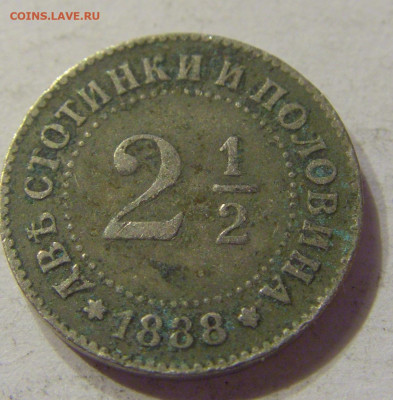 COINS.LAVE.RU
ДВѢ СТОТИНКИ И ПОЛОВИНА
2 1/2
* 1888 *